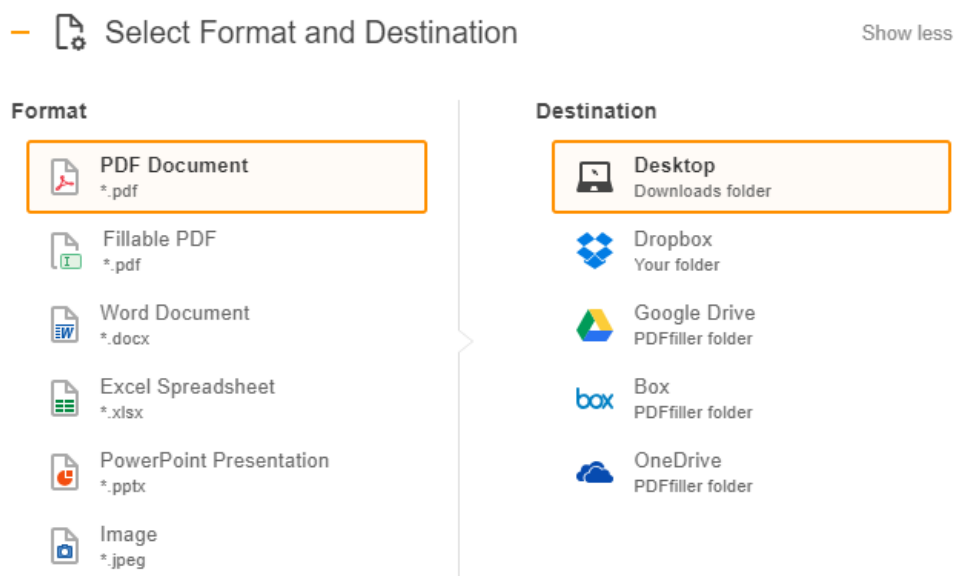 Select Format and Destination
Show less
Format
PDF Document
*.pdf
Fillable PDF
*.pdf
Word Document
*.docx
Excel Spreadsheet
*.xlsx
PowerPoint Presentation
*.pptx
Image
*.jpeg
Destination
Desktop
Downloads folder
Dropbox
Your folder
Google Drive
PDFfiller folder
box
Box
PDFfiller folder
OneDrive
PDFfiller folder